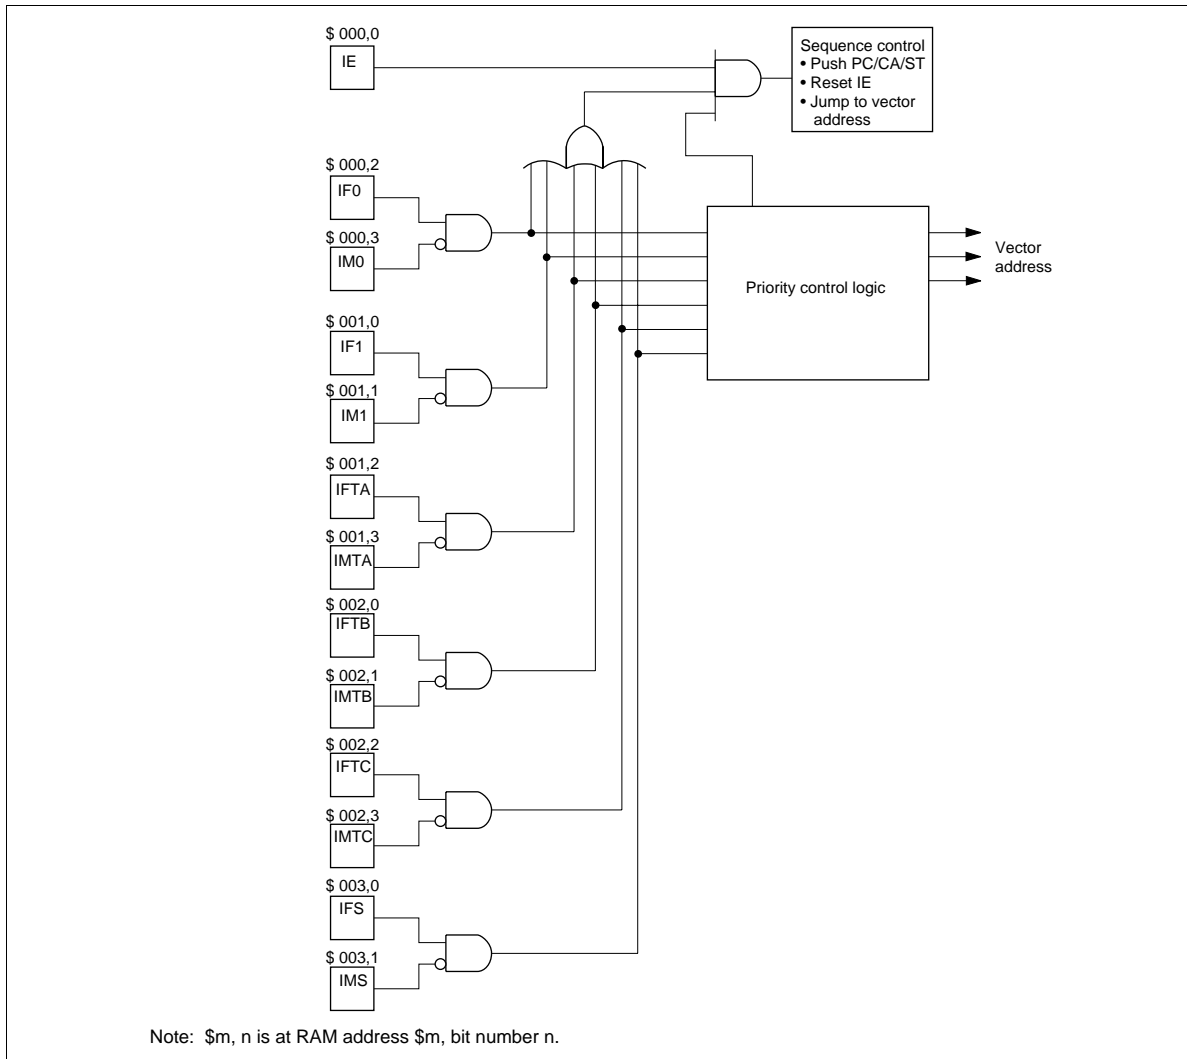 $ 000,0
IE
Sequence control
• Push PC/CA/ST
• Reset IE
• Jump to vector
address
$ 000,2
IF0
$ 000,3
IM0
Priority control logic
Vector
address
$ 001,0
IF1
$ 001,1
IM1
$ 001,2
IFTA
$ 001,3
IMTA
$ 002,0
IFTB
$ 002,1
IMTB
$ 002,2
IFTC
$ 002,3
IMTC
$ 003,0
IFS
$ 003,1
IMS
Note: $m, n is at RAM address $m, bit number n.